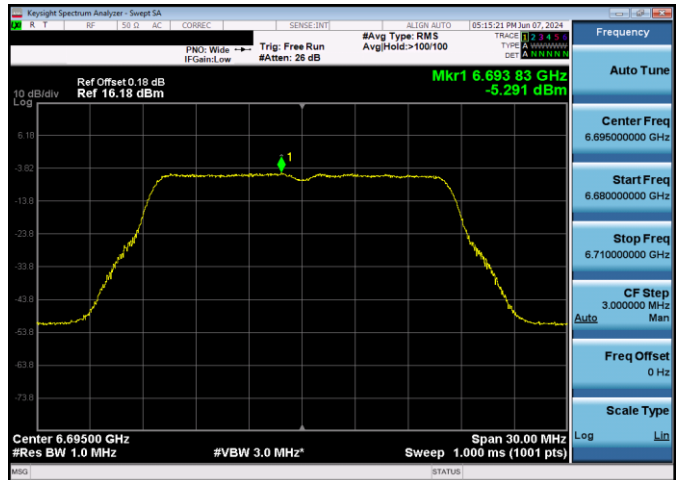 Keysight Spectrum Analyzer - Swept SA
LXI R T RF 50 Ω AC CORREC SENSE:INT ALIGN AUTO 05:15:21 PM Jun 07, 2024
PNO: Wide
IFGain:Low
Trig: Free Run
#Atten: 26 dB
#Avg Type: RMS
Avg|Hold:>100/100
TRACE 1 2 3 4 5 6
TYPE A WWWWW
DET A N N N N N
Frequency
Mkr1 6.693 83 GHz
-5.291 dBm
Ref Offset 0.18 dB
10 dB/div Ref 16.18 dBm
Log
6.18
-3.82
-13.8
-23.8
-33.8
-43.8
-53.8
-63.8
-73.8
1
Center 6.69500 GHz Span 30.00 MHz
#Res BW 1.0 MHz #VBW 3.0 MHz* Sweep 1.000 ms (1001 pts)
MSG STATUS
Auto Tune
Center Freq
6.695000000 GHz
Start Freq
6.680000000 GHz
Stop Freq
6.710000000 GHz
CF Step
3.000000 MHz
Auto Man
Freq Offset
0 Hz
Scale Type
Log Lin